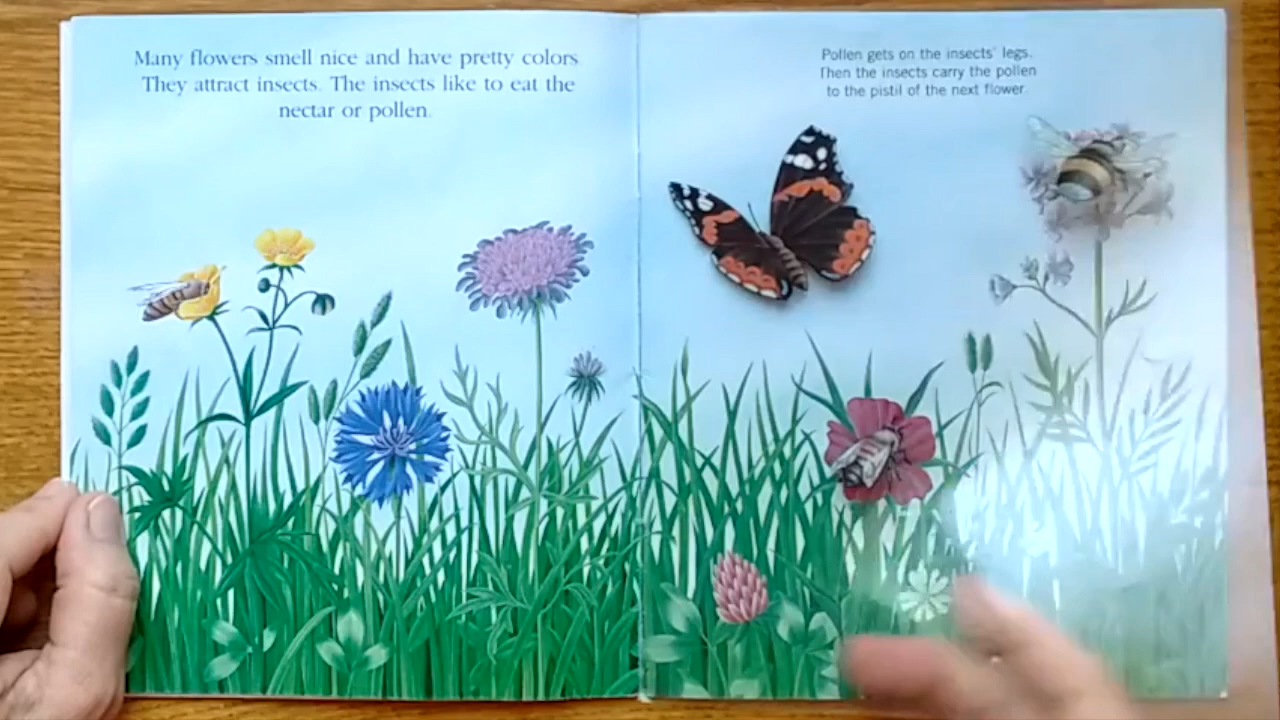 Many flowers smell nice and have pretty colors.
They attract insects. The insects like to eat the
nectar or pollen.
Pollen gets on the insects' legs.
Then the insects carry the pollen
to the pistil of the next flower.